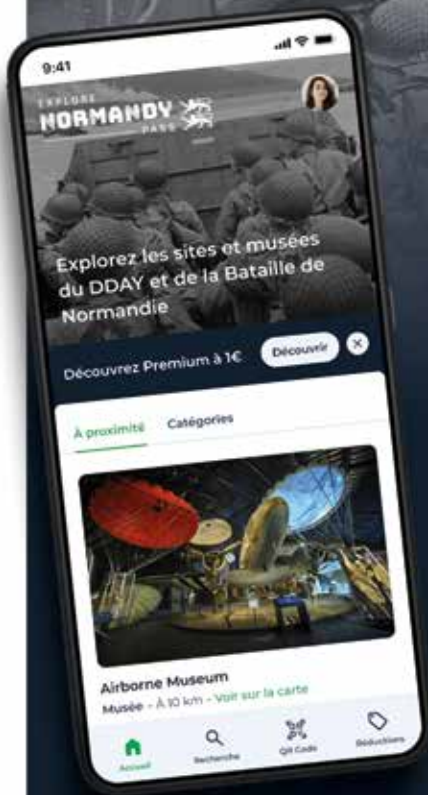 9:41
EXPLORE
NORMANDY
PASS
Explorez les sites et musées
du DDAY et de la Bataille de
Normandie
Découvrez Premium à 1€
Découvrir
À proximité
Catégories
Airborne Museum
Musée - À 10 km - Voir sur la carte
Accueil
Recherche
QR Code
Réductions